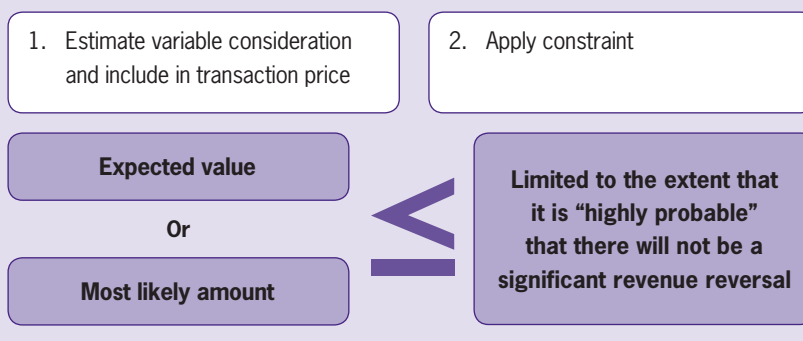 1. Estimate variable consideration
and include in transaction price
2. Apply constraint
Expected value
Or
Most likely amount
≤
Limited to the extent that
it is “highly probable”
that there will not be a
significant revenue reversal